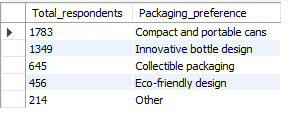 Total_respondents Packaging_preference
1783 Compact and portable cans
1349 Innovative bottle design
645 Collectible packaging
456 Eco-friendly design
214 Other